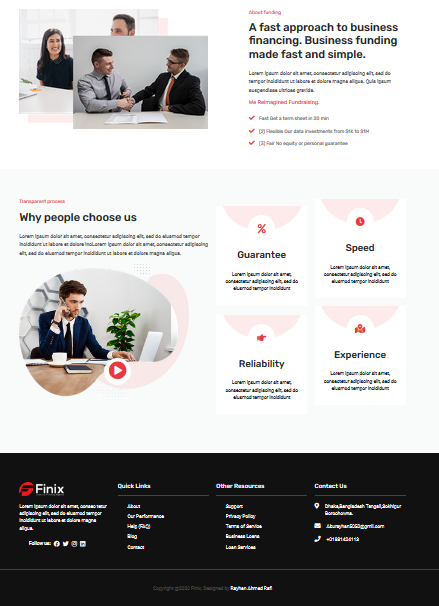 About funding
A fast approach to business
financing. Business funding
made fast and simple.
Lorem ipsum dolor sit amet, consectetur adipiscing elit, sed do
tempor incididunt ut labore et dolore magna aliqua. Quis ipsum
suspendisse ultrices gravida.
We Reimagined Fundraising.
Fast Get a term sheet in 30 min
(2) Flexible Our data investments from $1K to $1M
(3) Fair No equity or personal guarantee
Transparent process
Why people choose us
Lorem ipsum dolor sit amet, consectetur adipiscing elit, sed do eiusmod tempor
incididunt ut labore et dolore inoLorem ipsum dolor sit amet, consectetur adipiscing
elit, sed do eiusmod tempor incididunt ut labore et dolore magna aliqua.
Guarantee
Lorem ipsum dolor sit amet,
consectetur adipiscing elit, sed do
eiusmod tempor incididunt
Speed
Lorem ipsum dolor sit amet,
consectetur adipiscing elit, sed do
eiusmod tempor incididunt
Reliability
Lorem ipsum dolor sit amet,
consectetur adipiscing elit, sed do
eiusmod tempor incididunt
Experience
Lorem ipsum dolor sit amet,
consectetur adipiscing elit, sed do
eiusmod tempor incididunt
Finix
Lorem ipsum dolor sit amet, consec tetur
adipiscing elit, sed do eiusmod tempor
incididunt ut labore et dolore magna
aliqua.
Follow us:
Quick Links
About
Our Performance
Help (FAQ)
Blog
Contact
Other Resources
Support
Privacy Policy
Terms of Service
Business Loans
Loan Services
Contact Us
Dhaka,Bangladesh Tangail,Sokhipur
Borochowna.
Copyright @2022 Finix. Designed by Rayhan Ahmed Rafi